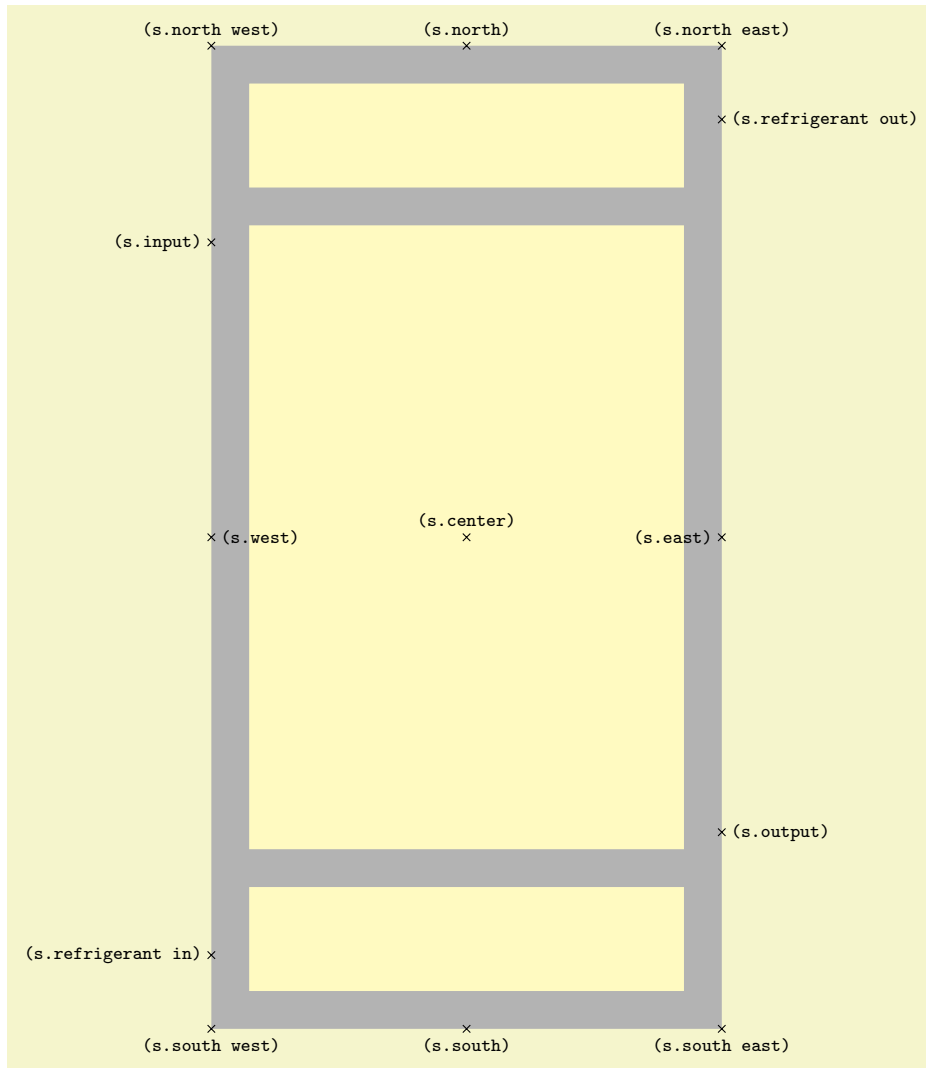 (s.north west) (s.north) (s.north east)
(s.refrigerant out)
(s.input)
(s.center)
(s.west) (s.east)
(s.output)
(s.refrigerant in)
(s.south west) (s.south) (s.south east)